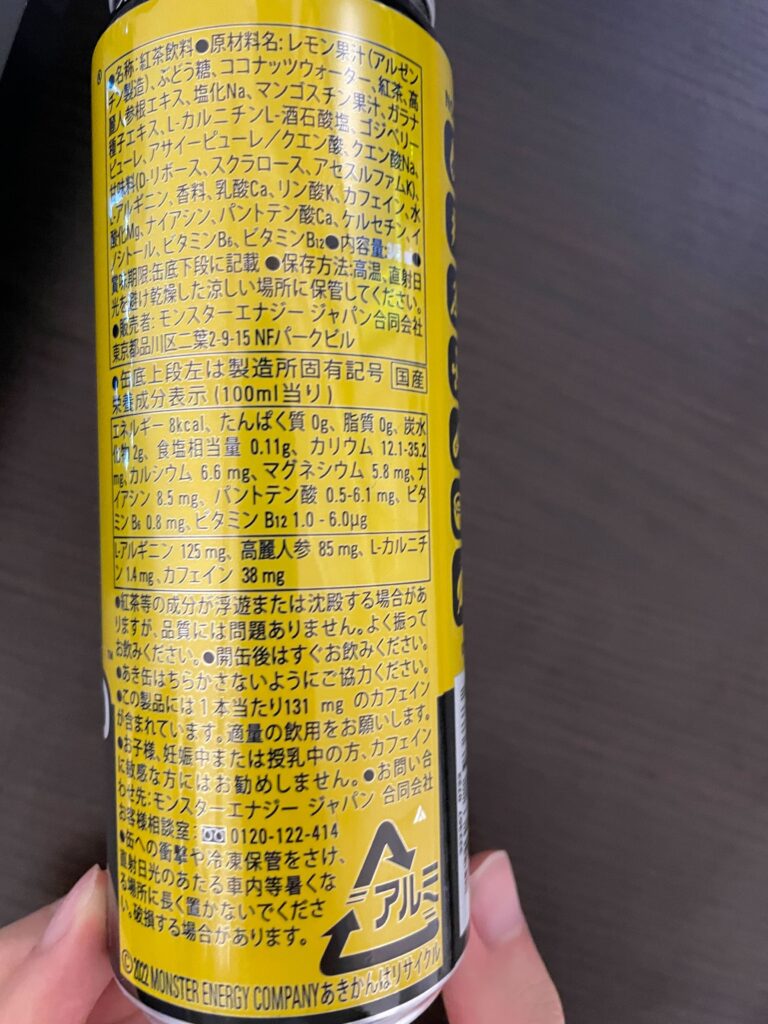 ●名称:紅茶飲料●原材料名:レモン果汁(アルゼン
チン製造)、ぶどう糖、ココナッツウォーター、紅茶、高
麗人参根エキス、塩化Na、マンゴスチン果汁、ガラナ
種子エキス、L-カルニチンL-酒石酸塩、ゴジベリー
ピューレ、アサイーピューレ/クエン酸、クエン酸Na、
甘味料(D-リボース、スクラロース、アセスルファムK)、
L-アルギニン、香料、乳酸Ca、リン酸K、カフェイン、水
酸化Mg、ナイアシン、パントテン酸Ca、ケルセチン、イ
ノシトール、ビタミンB6、ビタミンB12●内容量: ●
賞味期限:缶底下段に記載 ●保存方法:高温、直射日
光を避け乾燥した涼しい場所に保管してください。
●販売者:モンスターエナジー ジャパン合同会社
東京都品川区二葉2-9-15 NFパークビル
●缶底上段左は製造所固有記号 国産
栄養成分表示(100ml当り)
エネルギー 8kcal、たんぱく質 0g、脂質 0g、炭水
化物 2g、食塩相当量 0.11g、カリウム 12.1-35.2
mg、カルシウム 6.6 mg、マグネシウム 5.8 mg、ナ
イアシン 8.5 mg、パントテン酸 0.5-6.1 mg、ビタ
ミン B6 0.8 mg、ビタミン B12 1.0 - 6.0μg
L-アルギニン 125 mg、高麗人参 85 mg、L-カルニチ
ン 1.4 mg、カフェイン 38 mg
●紅茶等の成分が浮遊または沈殿する場合があ
りますが、品質には問題ありません。よく振って
お飲みください。●開缶後はすぐお飲みください。
●あき缶はちらかさないようにご協力ください。
●この製品には1本当たり131 mg のカフェイン
が含まれています。適量の飲用をお願いします。
●お子様、妊娠中または授乳中の方、カフェイン
に敏感な方にはお勧めしません。●お問い合
わせ先:モンスターエナジー ジャパン 合同会社
お客様相談室: 0120-122-414
●缶への衝撃や冷凍保管をさけ、
直射日光のあたる車内等暑くな
る場所に長く置かないでくださ
い。破損する場合があります。
アルミ
©2022 MONSTER ENERGY COMPANY あきかんはリサイクル